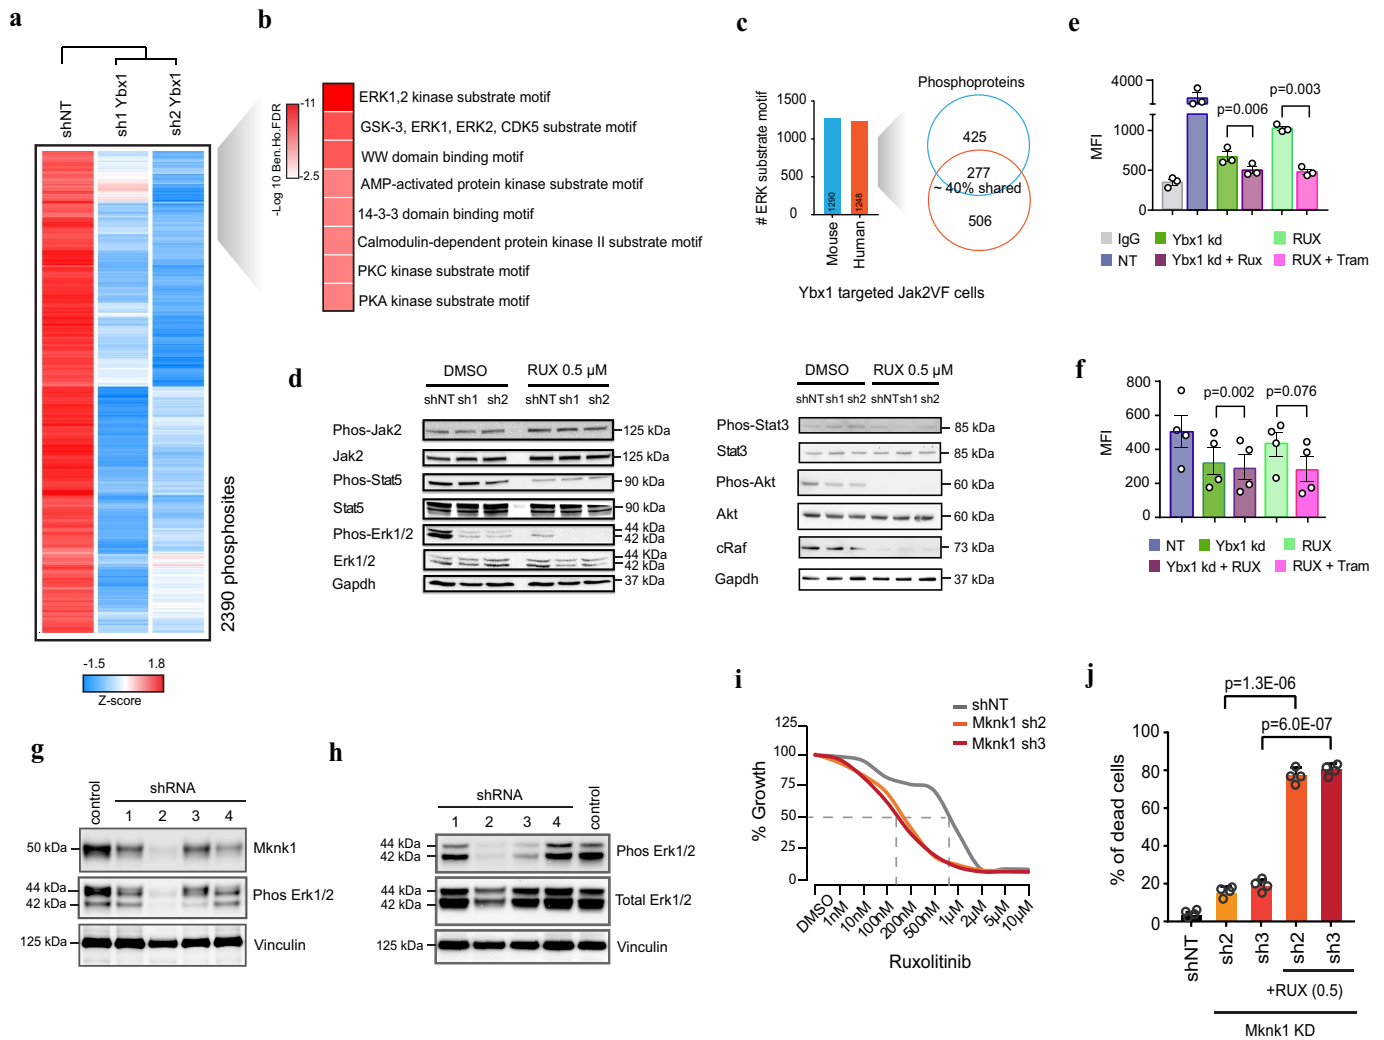 a
shNT
sh1 Ybx1
sh2 Ybx1
2390 phosphosites
-1.5
1.8
Z-score
b
-11
-2.5
-Log 10 Ben.Ho.FDR
ERK1,2 kinase substrate motif
GSK-3, ERK1, ERK2, CDK5 substrate motif
WW domain binding motif
AMP-activated protein kinase substrate motif
14-3-3 domain binding motif
Calmodulin-dependent protein kinase II substrate motif
PKC kinase substrate motif
PKA kinase substrate motif
c
# ERK substrate motif
1500
1000
500
0
1290
1248
Mouse
Human
Phosphoproteins
425
277
~ 40% shared
506
Ybx1 targeted Jak2VF cells
d
DMSO
RUX 0.5 µM
shNT sh1 sh2
shNT sh1 sh2
Phos-Jak2
125 kDa
Jak2
125 kDa
Phos-Stat5
90 kDa
Stat5
90 kDa
Phos-Erk1/2
44 kDa
42 kDa
Erk1/2
44 KDa
42 kDa
Gapdh
37 kDa
DMSO
RUX 0.5 µM
shNT sh1 sh2
shNT sh1 sh2
Phos-Stat3
85 kDa
Stat3
85 kDa
Phos-Akt
60 kDa
Akt
60 kDa
cRaf
73 kDa
Gapdh
37 kDa
e
MFI
4000
1000
500
0
p=0.006
p=0.003
IgG
Ybx1 kd
RUX
NT
Ybx1 kd + Rux
RUX + Tram
f
MFI
800
600
400
200
0
p=0.002
p=0.076
NT
Ybx1 kd
RUX
Ybx1 kd + RUX
RUX + Tram
g
control
shRNA
1 2 3 4
50 kDa
Mknk1
44 kDa
42 kDa
Phos Erk1/2
125 kDa
Vinculin
h
shRNA
control
1 2 3 4
44 kDa
42 kDa
Phos Erk1/2
44 kDa
42 kDa
Total Erk1/2
125 kDa
Vinculin
i
shNT
Mknk1 sh2
Mknk1 sh3
% Growth
125
100
75
50
25
0
DMSO
1nM
10nM
100nM
200nM
500nM
1µM
2µM
5µM
10µM
Ruxolitinib
j
p=1.3E-06
p=6.0E-07
% of dead cells
100
80
60
40
20
0
shNT
sh2
sh3
sh2
sh3
+RUX (0.5)
Mknk1 KD